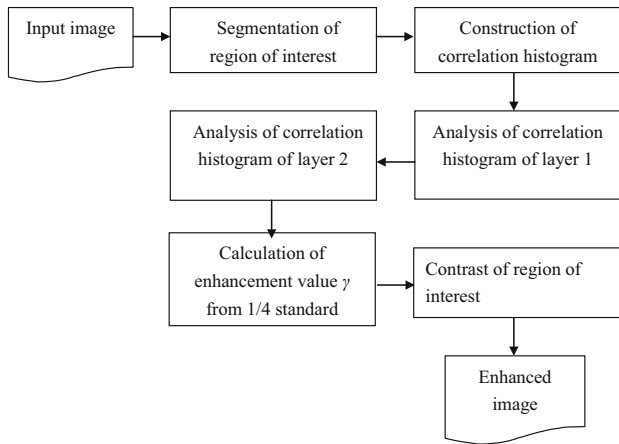 Input image
Segmentation of
region of interest
Construction of
correlation histogram
Analysis of correlation
histogram of layer 1
Analysis of correlation
histogram of layer 2
Calculation of
enhancement value γ
from 1/4 standard
Contrast of region of
interest
Enhanced
image